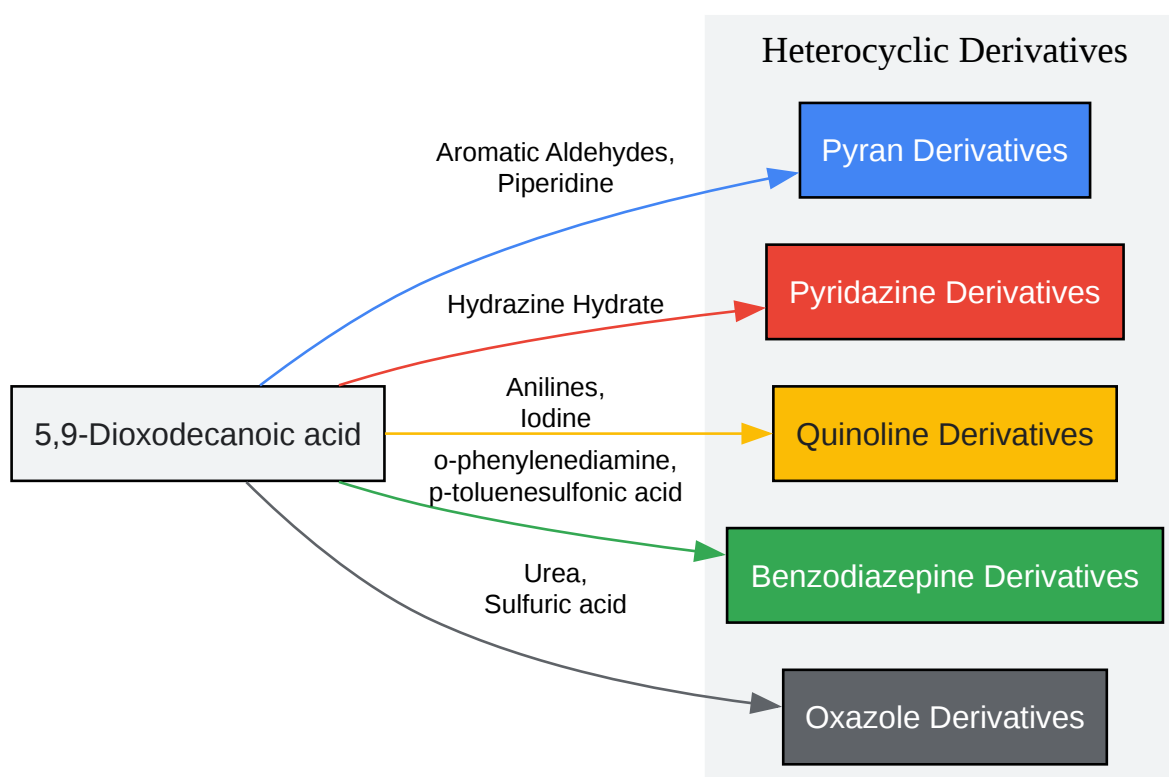 Heterocyclic Derivatives
Aromatic Aldehydes,
Piperidine
Pyran Derivatives
Hydrazine Hydrate
Pyridazine Derivatives
5,9-Dioxodecanoic acid
Anilines,
Iodine
Quinoline Derivatives
o-phenylenediamine,
p-toluenesulfonic acid
Benzodiazepine Derivatives
Urea,
Sulfuric acid
Oxazole Derivatives